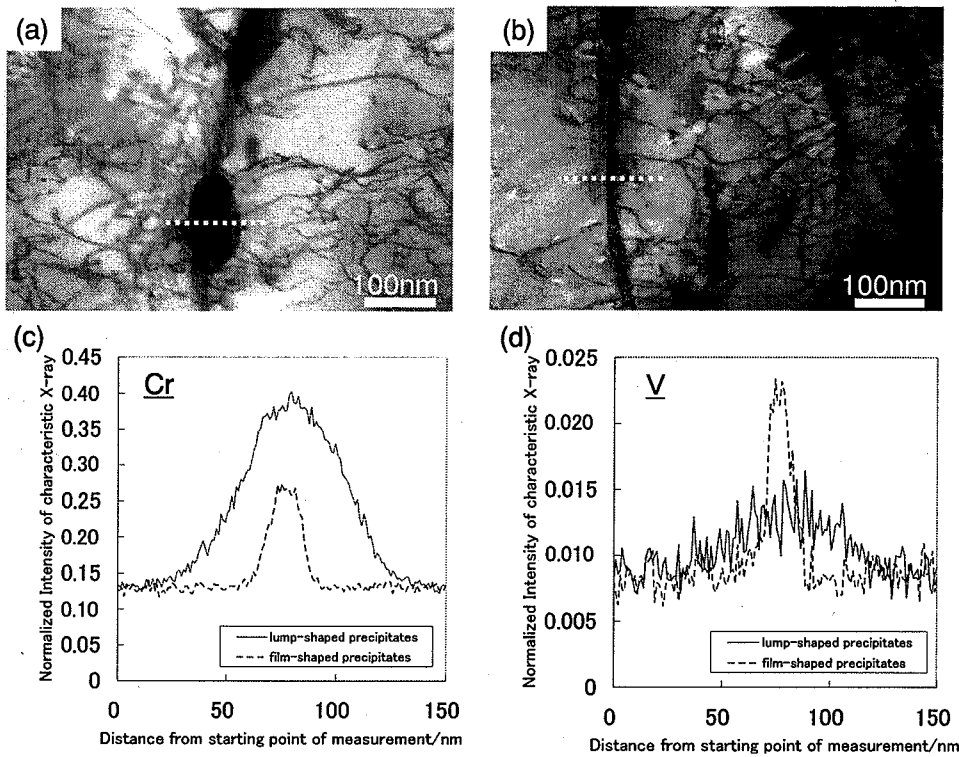 (a)
100nm
(b)
100nm
(c)
Normalized Intensity of characteristic X-ray
0.45
0.40
0.35
0.30
0.25
0.20
0.15
0.10
0.05
0
Cr
lump-shaped precipitates
film-shaped precipitates
0
50
100
150
Distance from starting point of measurement/nm
(d)
Normalized Intensity of characteristic X-ray
0.025
0.020
0.015
0.010
0.005
0.000
V
lump-shaped precipitates
film-shaped precipitates
0
50
100
150
Distance from starting point of measurement/nm